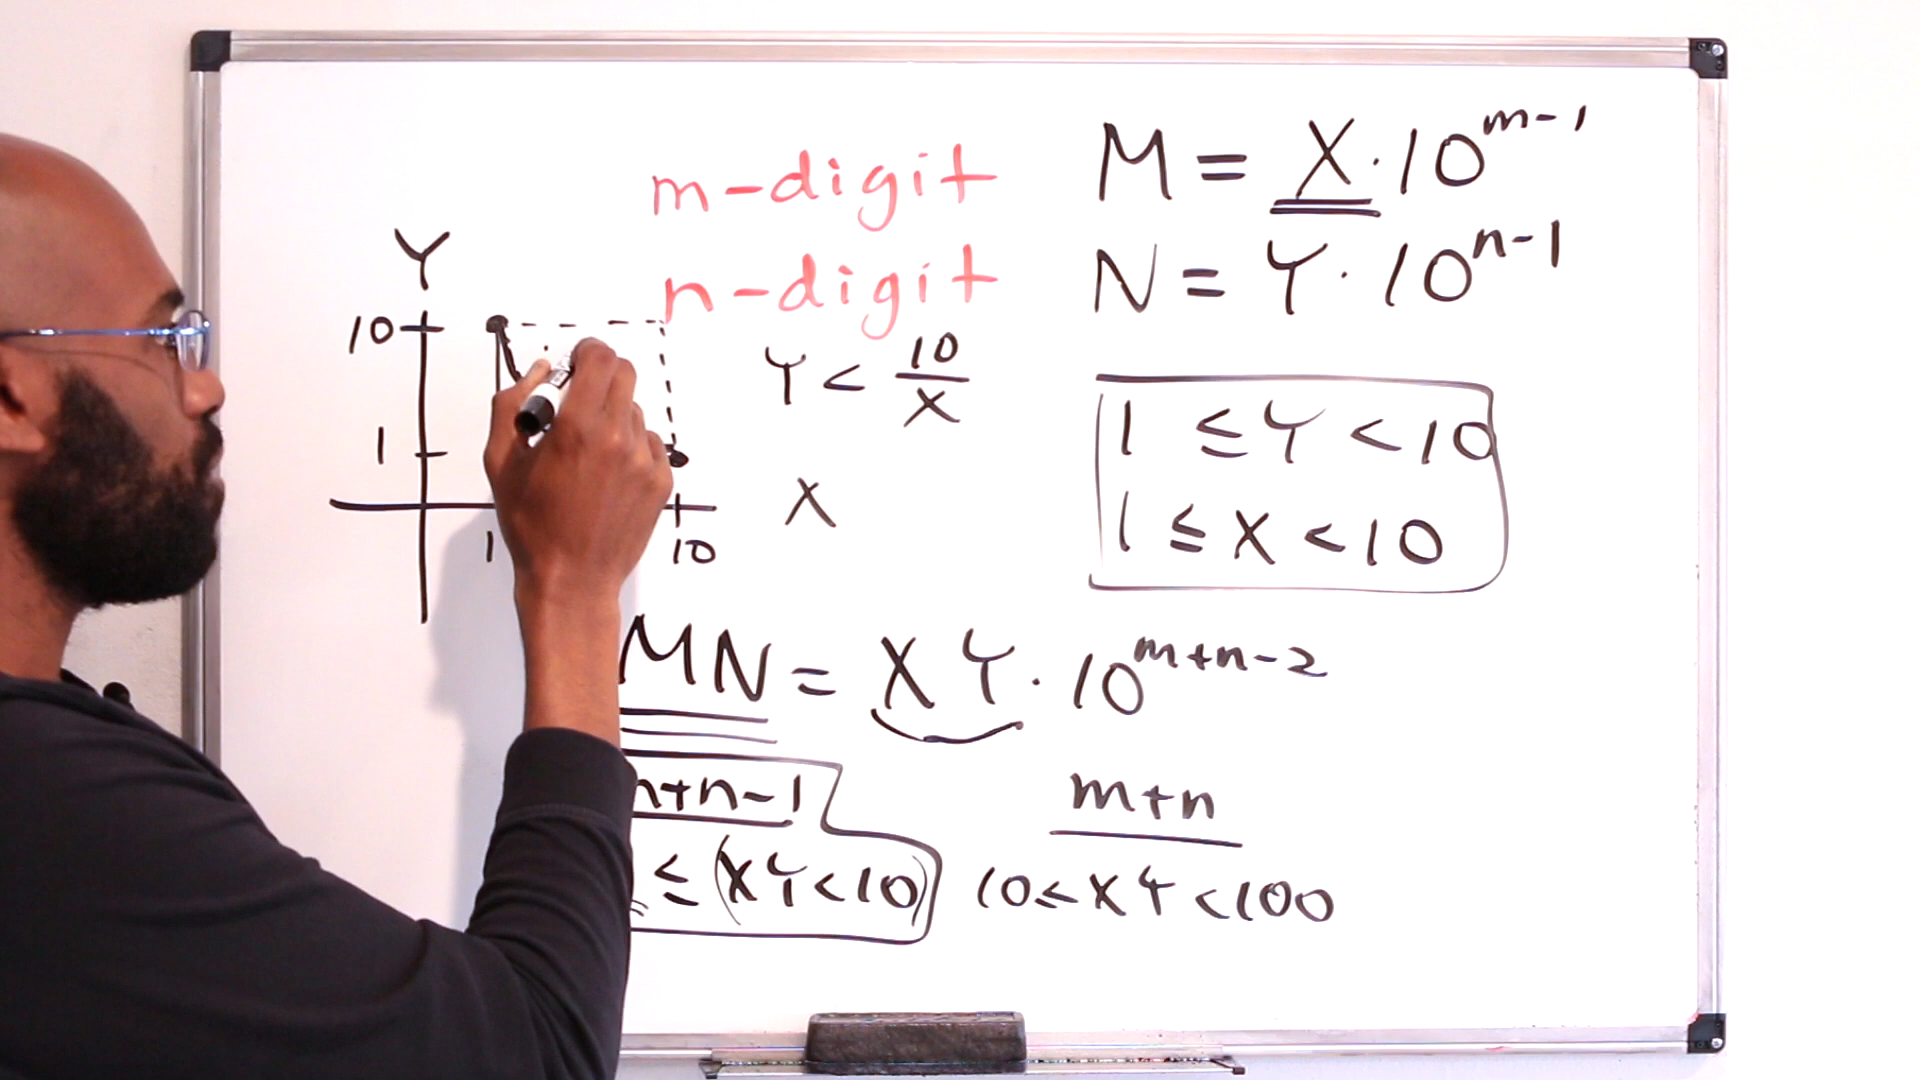 m-digit
n-digit
M = X · 10^{m-1}
N = Y · 10^{n-1}
Y
10
1
1
10
X
Y < 10/X
1 ≤ Y < 10
1 ≤ X < 10
MN = XY · 10^{m+n-2}
+n-1
≤ (XY < 10)
m+n
10 ≤ XY < 100